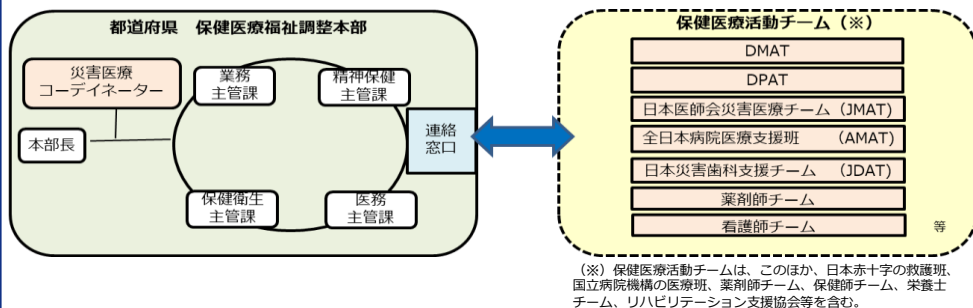 都道府県 保健医療福祉調整本部
災害医療
コーデイネーター
本部長
業務
主管課
精神保健
主管課
保健衛生
主管課
医務
主管課
連絡
窓口
保健医療活動チーム(※)
DMAT
DPAT
日本医師会災害医療チーム(JMAT)
全日本病院医療支援班 (AMAT)
日本災害歯科支援チーム (JDAT)
薬剤師チーム
看護師チーム
等
(※)保健医療活動チームは、このほか、日本赤十字の救護班、
国立病院機構の医療班、薬剤師チーム、保健師チーム、栄養士
チーム、リハビリテーション支援協会等を含む。